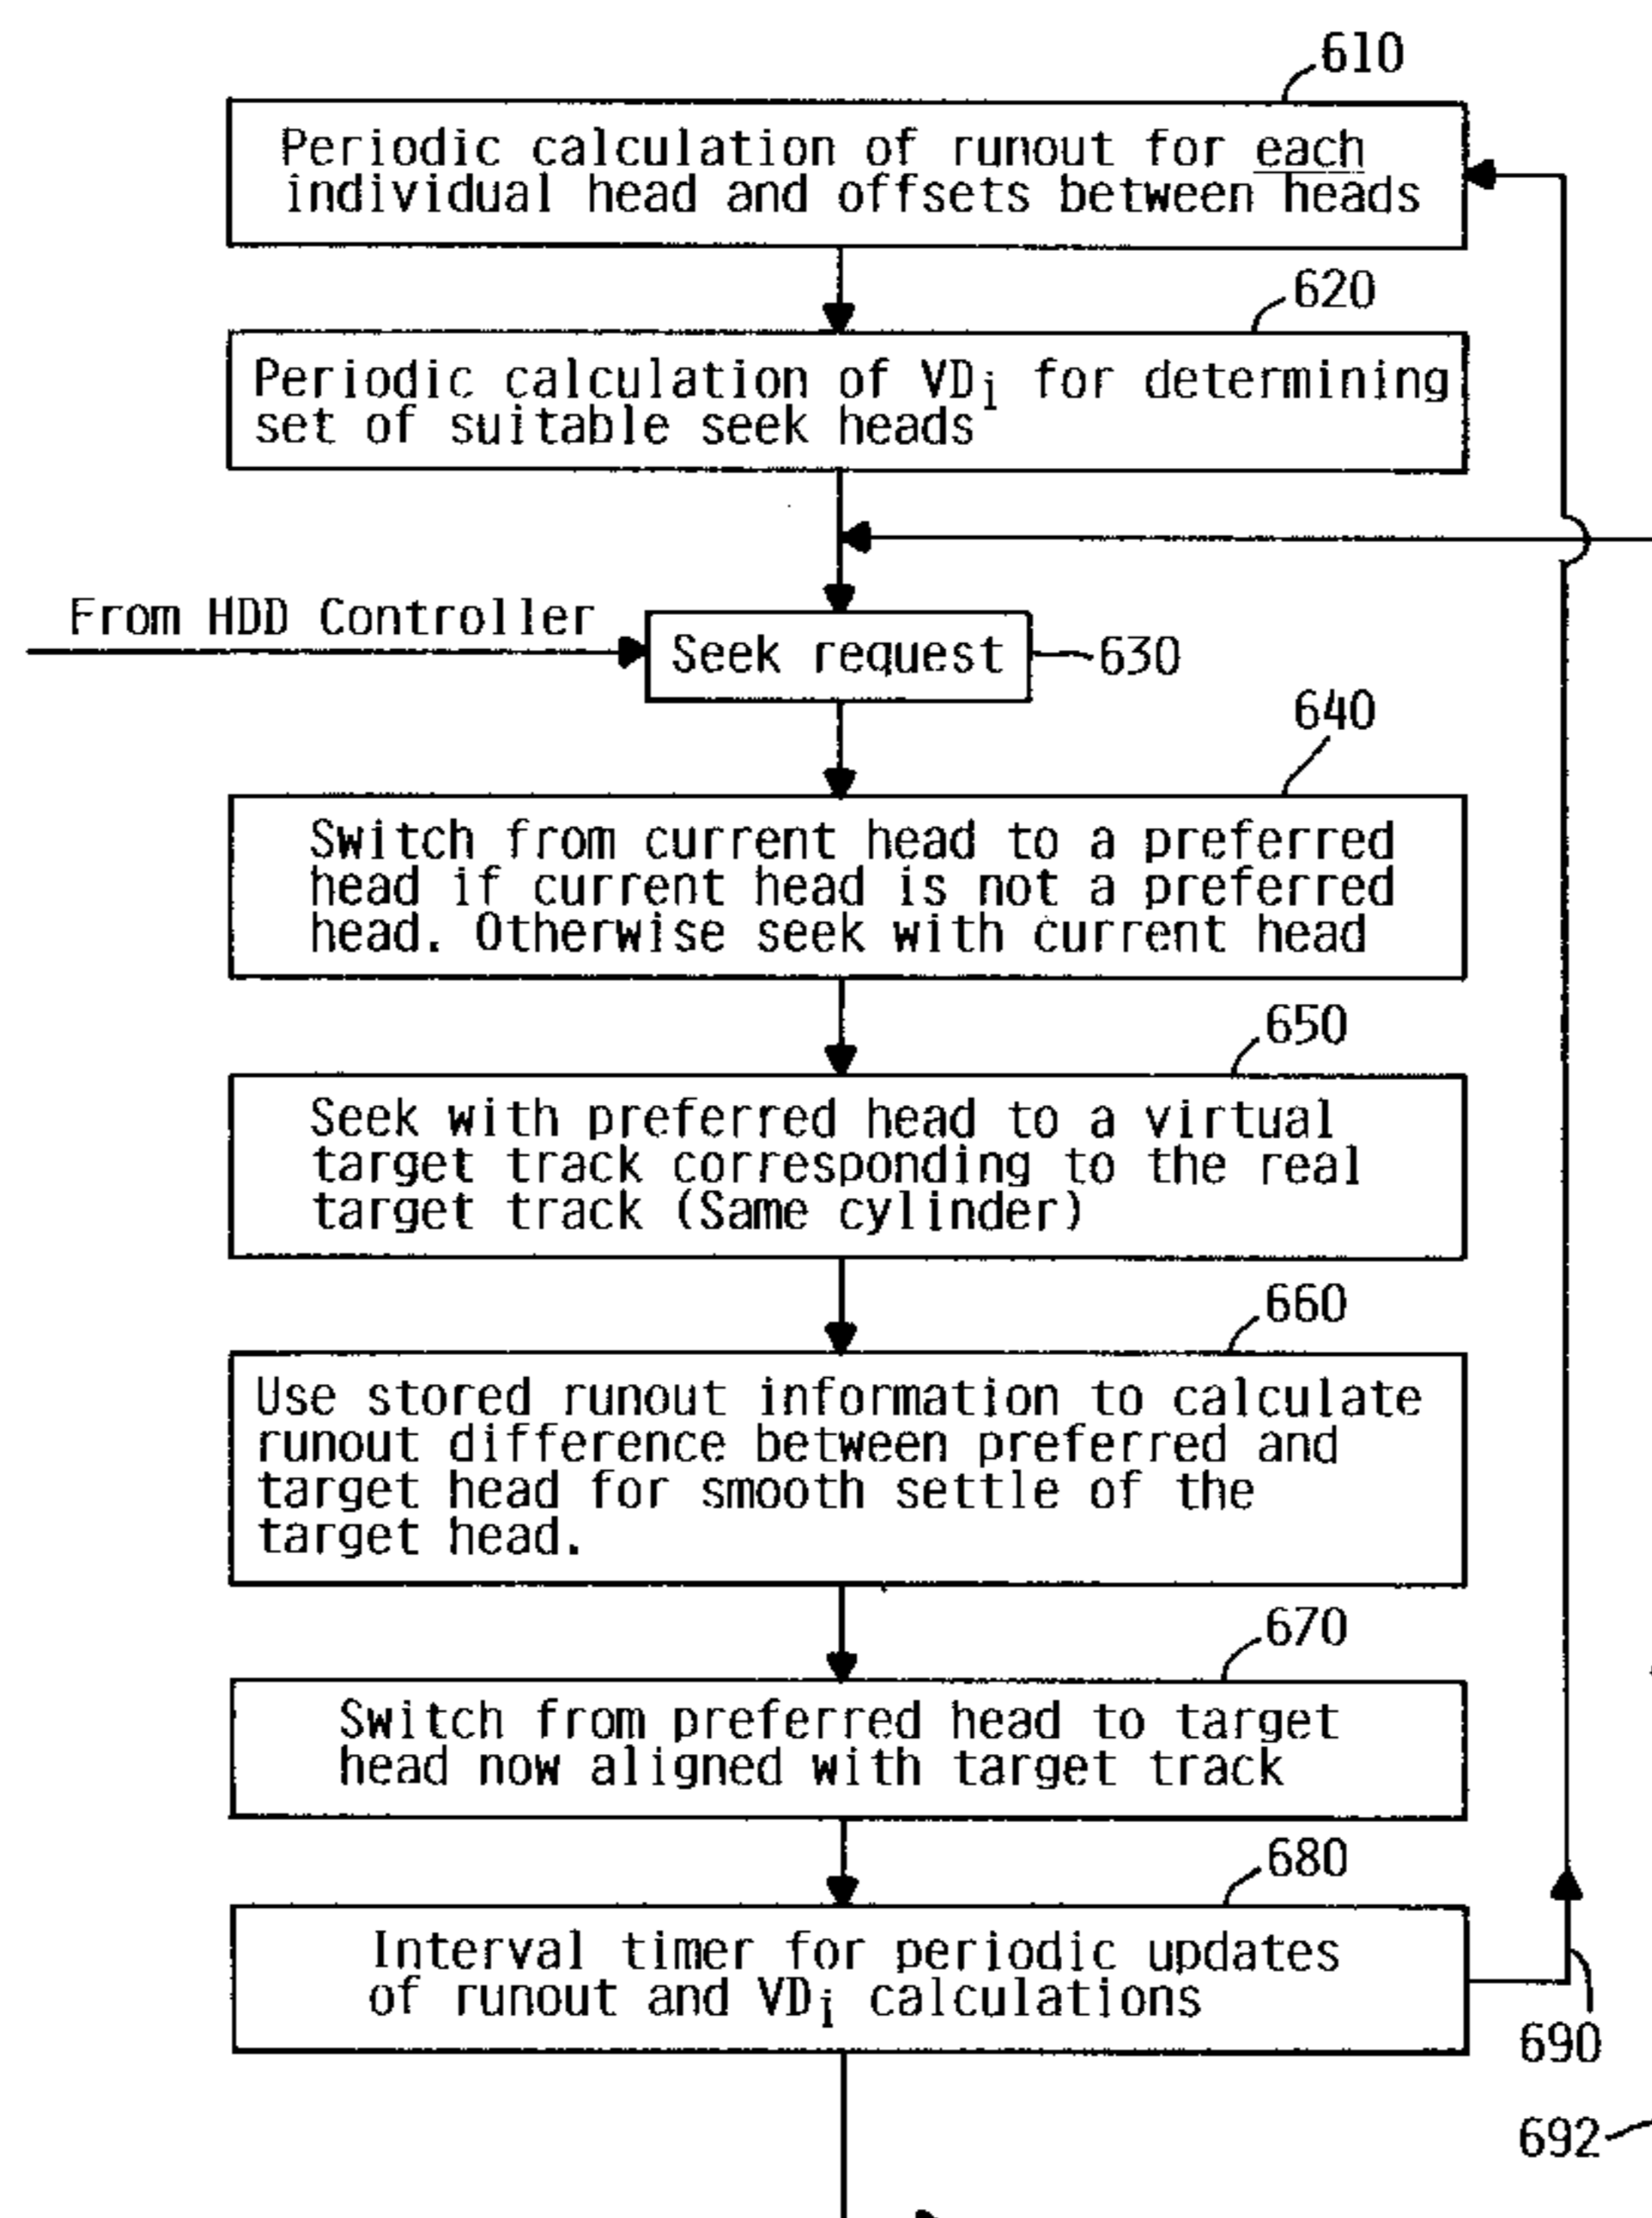 610
Periodic calculation of runout for each
individual head and offsets between heads
620
Periodic calculation of VDi for determining
set of suitable seek heads
From HDD Controller
Seek request
630
640
Switch from current head to a preferred
head if current head is not a preferred
head. Otherwise seek with current head
650
Seek with preferred head to a virtual
target track corresponding to the real
target track (Same cylinder)
660
Use stored runout information to calculate
runout difference between preferred and
target head for smooth settle of the
target head.
670
Switch from preferred head to target
head now aligned with target track
680
Interval timer for periodic updates
of runout and VDi calculations
690
692